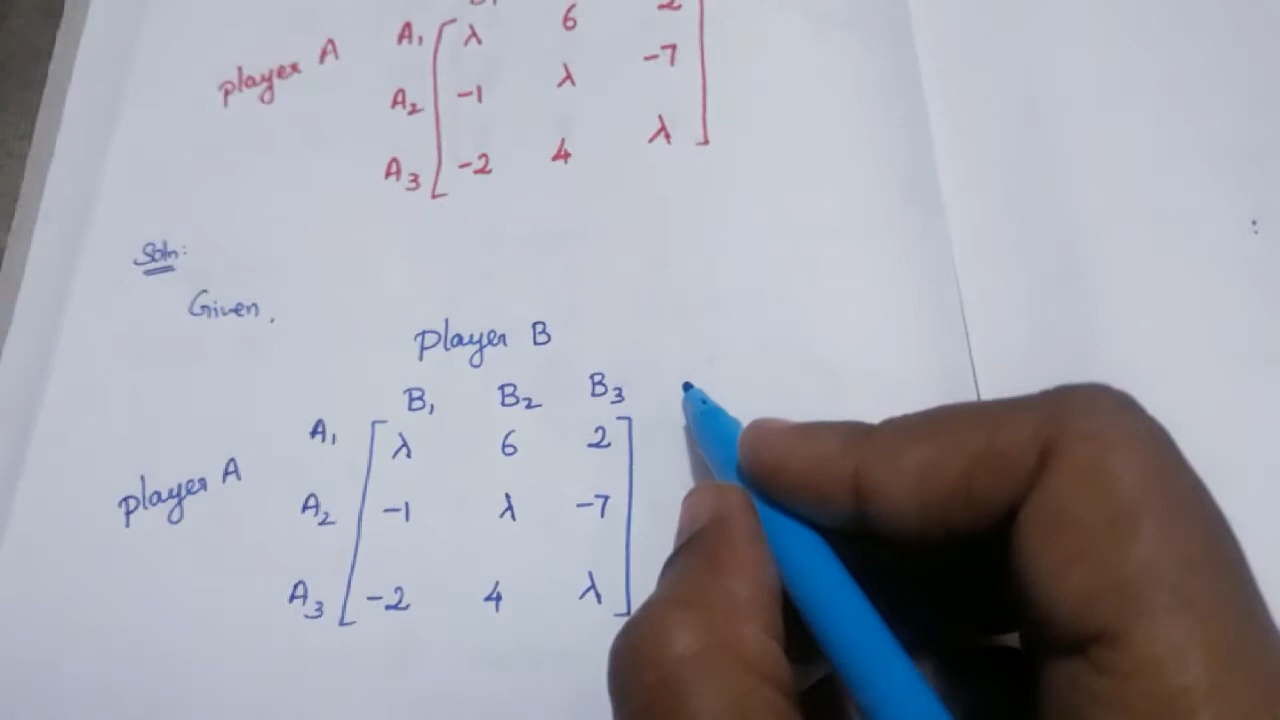 A₁ λ 6 2
player A A₂ -1 λ -7
A₃ -2 4 λ
Soln:
Given,
player B
B₁ B₂ B₃
A₁ λ 6 2
player A A₂ -1 λ -7
A₃ -2 4 λ